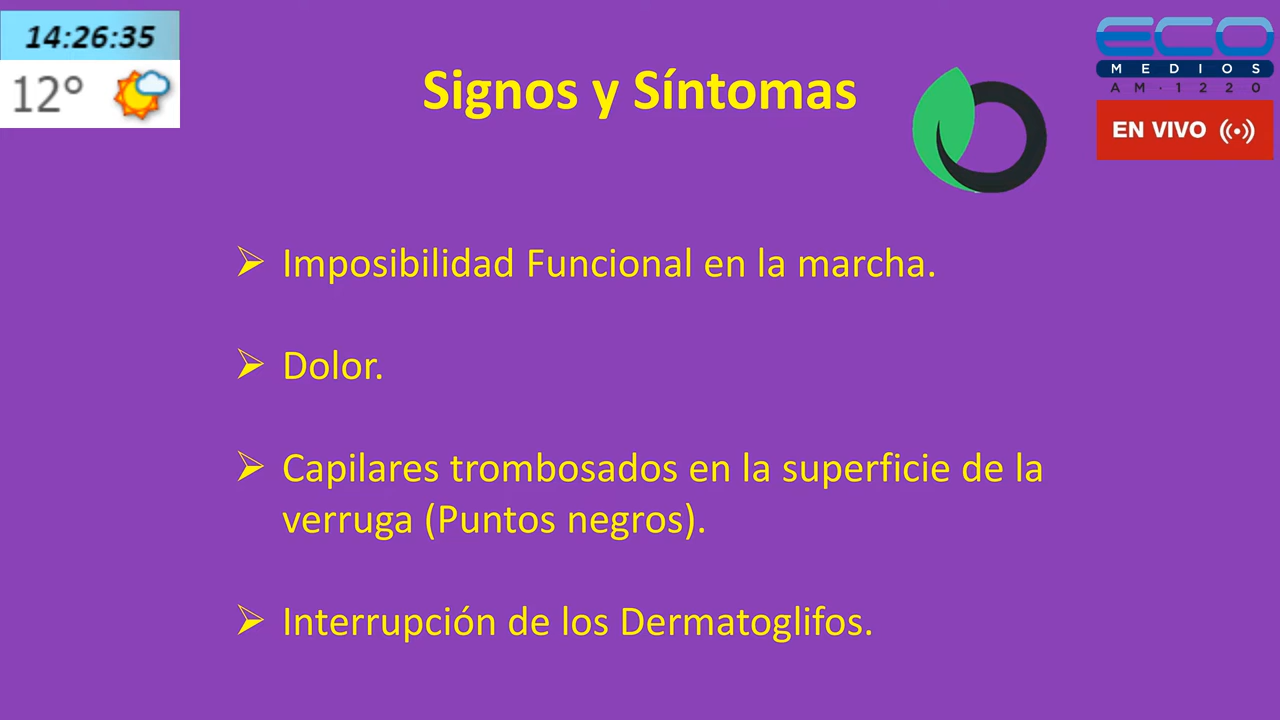 14:26:35
12°
Signos y Síntomas
ECO
MEDIOS
AM·1220
EN VIVO
Imposibilidad Funcional en la marcha.
Dolor.
Capilares trombosados en la superficie de la
verruga (Puntos negros).
Interrupción de los Dermatoglifos.